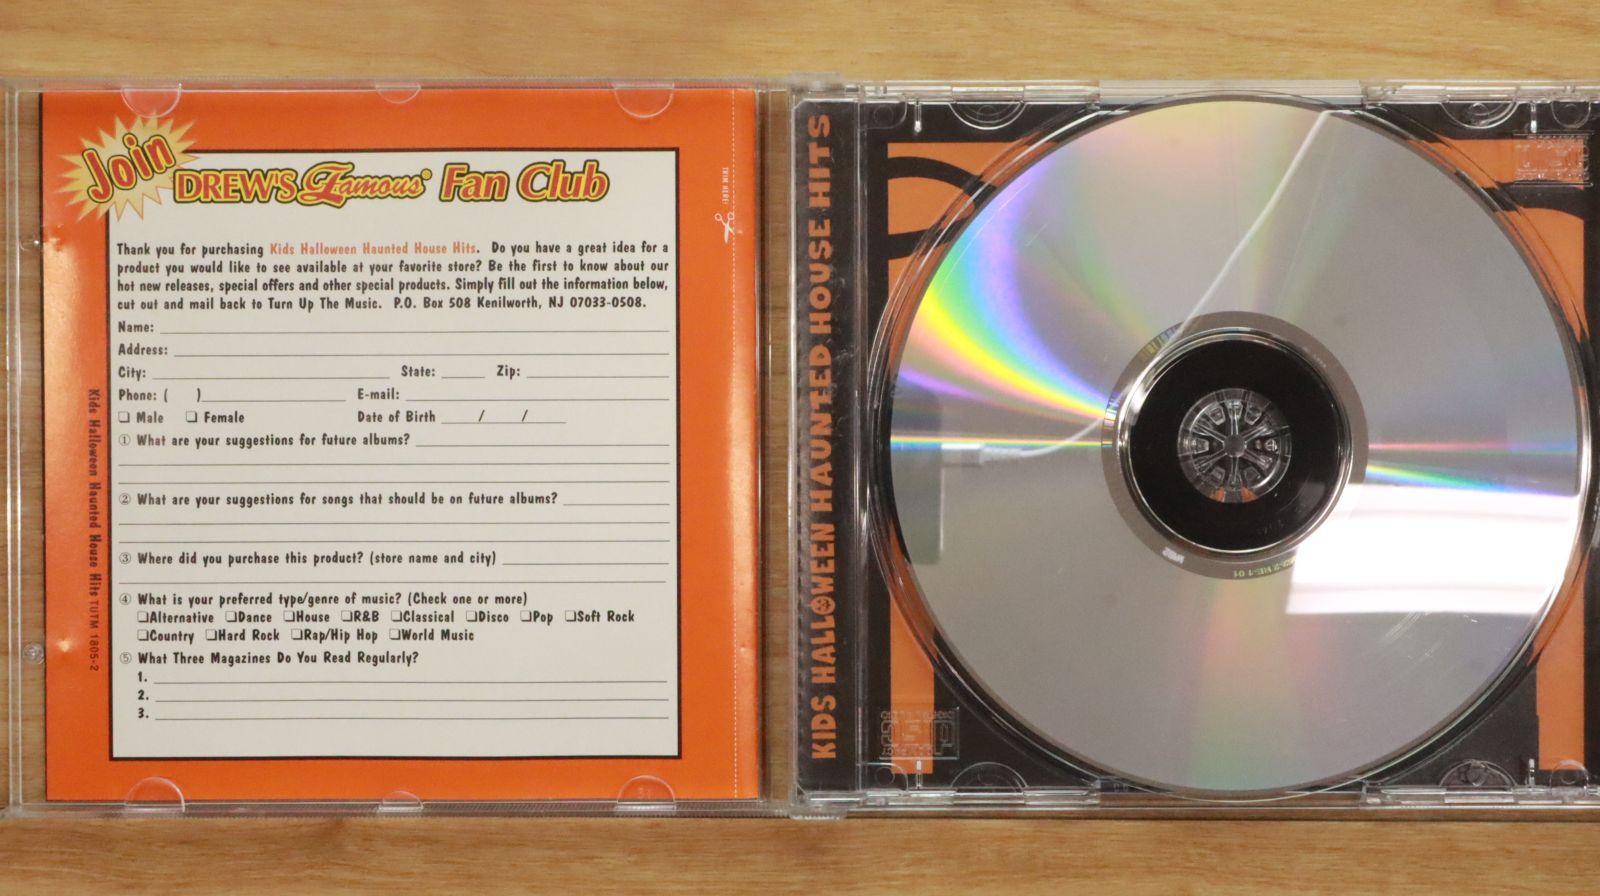 Join
DREW'S Famous® Fan Club
Thank you for purchasing Kids Halloween Haunted House Hits. Do you have a great idea for a
product you would like to see available at your favorite store? Be the first to know about our
hot new releases, special offers and other special products. Simply fill out the information below,
cut out and mail back to Turn Up The Music. P.O. Box 508 Kenilworth, NJ 07033-0508.
Name:
Address:
City: State: Zip:
Phone: ( ) E-mail:
❏ Male ❏ Female Date of Birth / /
① What are your suggestions for future albums?
② What are your suggestions for songs that should be on future albums?
③ Where did you purchase this product? (store name and city)
④ What is your preferred type/genre of music? (Check one or more)
❏Alternative ❏Dance ❏House ❏R&B ❏Classical ❏Disco ❏Pop ❏Soft Rock
❏Country ❏Hard Rock ❏Rap/Hip Hop ❏World Music
⑤ What Three Magazines Do You Read Regularly?
1.
2.
3.
TRIM HERE!
Kids Halloween Haunted House Hits TUTM 1805-2
KIDS HALLOWEEN HAUNTED HOUSE HITS